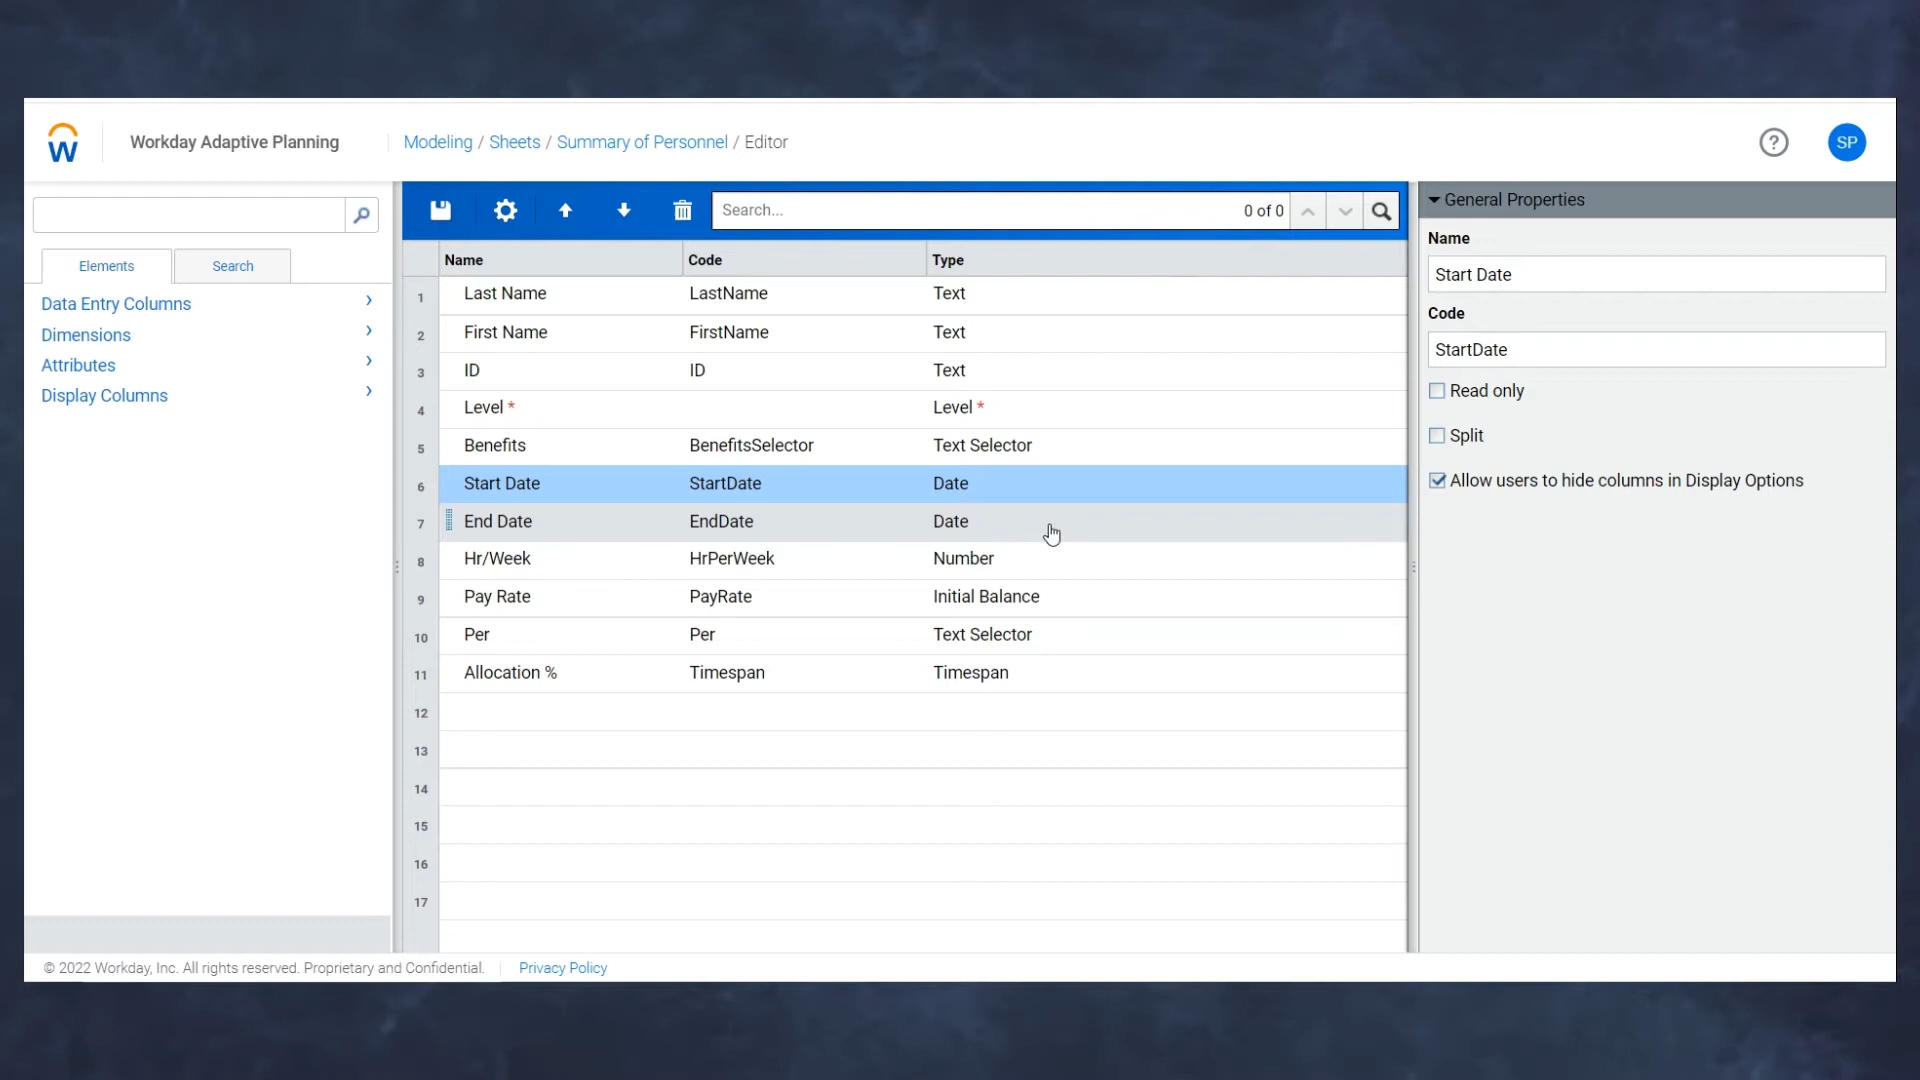 W
Workday Adaptive Planning
Modeling / Sheets / Summary of Personnel / Editor
?
SP
Elements
Search
Data Entry Columns
Dimensions
Attributes
Display Columns
Search...
0 of 0
Name Code Type
1 Last Name LastName Text
2 First Name FirstName Text
3 ID ID Text
4 Level * Level *
5 Benefits BenefitsSelector Text Selector
6 Start Date StartDate Date
7 End Date EndDate Date
8 Hr/Week HrPerWeek Number
9 Pay Rate PayRate Initial Balance
10 Per Per Text Selector
11 Allocation % Timespan Timespan
12
13
14
15
16
17
General Properties
Name
Start Date
Code
StartDate
Read only
Split
Allow users to hide columns in Display Options
© 2022 Workday, Inc. All rights reserved. Proprietary and Confidential.
Privacy Policy